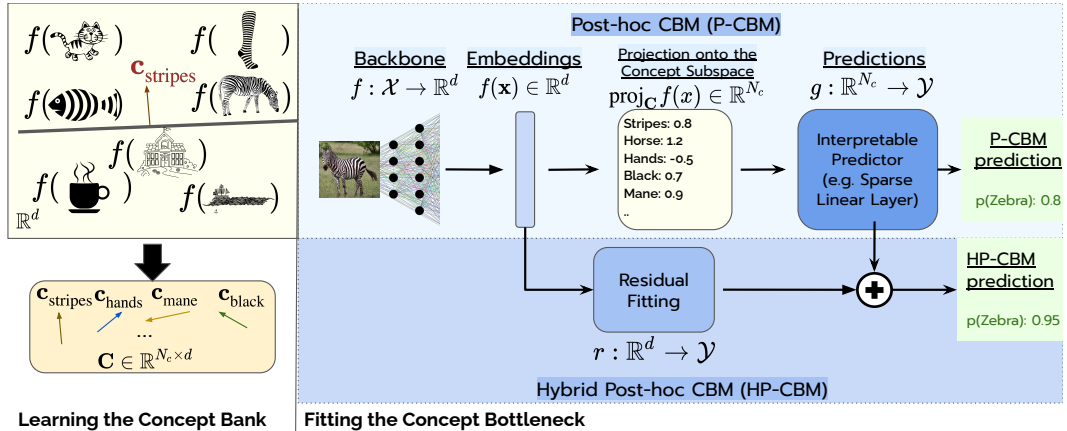 f( )
f( )
c_stripes
f( )
f( )
f( )
f( )
f( )
ℝ^d
c_stripes c_hands c_mane c_black
...
C ∈ ℝ^{N_c×d}
Learning the Concept Bank
Post-hoc CBM (P-CBM)
Backbone
f : 𝒳 → ℝ^d
Embeddings
f(x) ∈ ℝ^d
Projection onto the
Concept Subspace
proj_C f(x) ∈ ℝ^{N_c}
Predictions
g : ℝ^{N_c} → 𝒴
Stripes: 0.8
Horse: 1.2
Hands: -0.5
Black: 0.7
Mane: 0.9
..
Interpretable
Predictor
(e.g. Sparse
Linear Layer)
P-CBM
prediction
p(Zebra): 0.8
Residual
Fitting
r : ℝ^d → 𝒴
+
HP-CBM
prediction
p(Zebra): 0.95
Hybrid Post-hoc CBM (HP-CBM)
Fitting the Concept Bottleneck